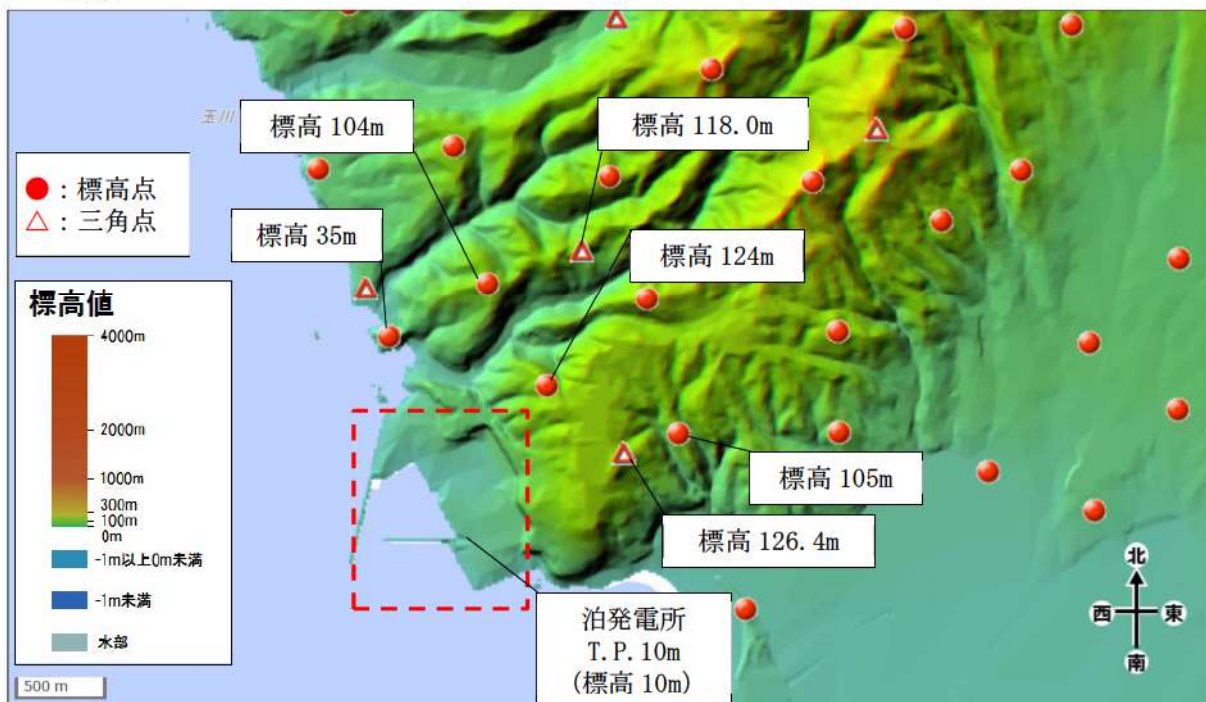 玉川
標高 104m
標高 118.0m
●：標高点
△：三角点
標高 35m
標高 124m
標高値
4000m
2000m
1000m
300m
100m
0m
-1m以上0m未満
-1m未満
水部
標高 105m
標高 126.4m
泊発電所
T.P.10m
(標高 10m)
北
西
東
南
500 m